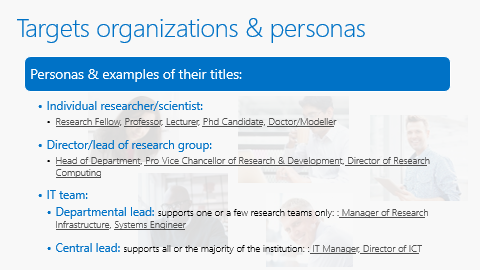 Targets organizations & personas
Personas & examples of their titles:
• Individual researcher/scientist:
• Research Fellow, Professor, Lecturer, Phd Candidate, Doctor/Modeller
• Director/lead of research group:
• Head of Department, Pro Vice Chancellor of Research & Development, Director of Research
Computing
• IT team:
• Departmental lead: supports one or a few research teams only: : Manager of Research
Infrastructure, Systems Engineer
• Central lead: supports all or the majority of the institution: : IT Manager, Director of ICT